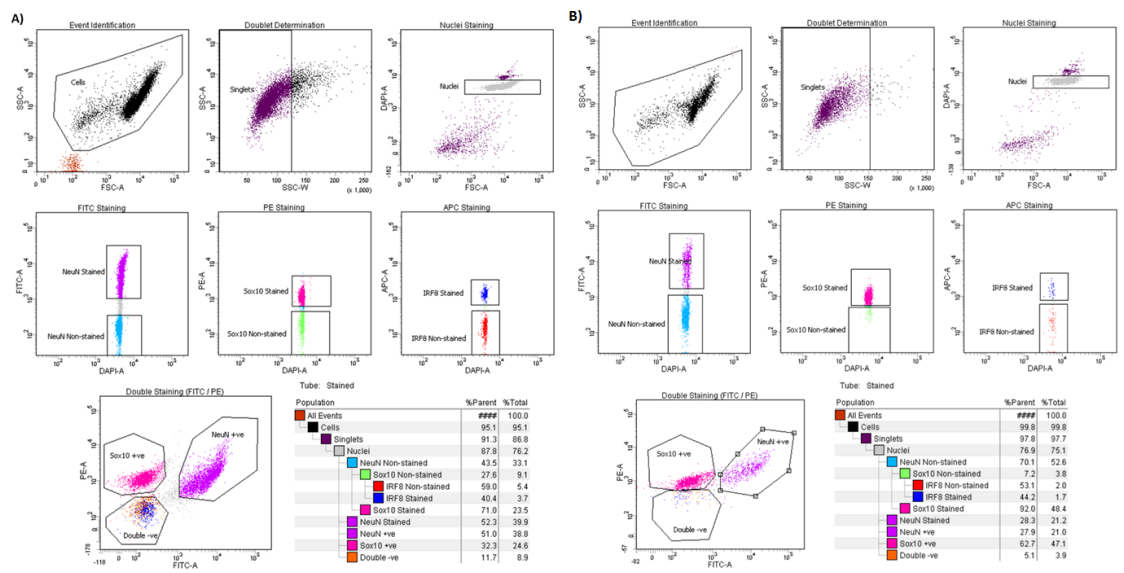 A)
Event Identification
Doublet Determination
Nuclei Staining
SSC-A
Cells
FSC-A
SSC-A
Singlets
SSC-W
(x 1,000)
DAPI-A
Nuclei
FSC-A
FITC Staining
PE Staining
APC Staining
FITC-A
NeuN Stained
NeuN Non-stained
DAPI-A
PE-A
Sox10 Stained
Sox10 Non-stained
DAPI-A
APC-A
IRF8 Stained
IRF8 Non-stained
DAPI-A
Double Staining (FITC / PE)
PE-A
Sox10 +ve
NeuN +ve
Double -ve
FITC-A
Tube: Stained
Population %Parent %Total
All Events #### 100.0
Cells 95.1 95.1
Singlets 91.3 86.8
Nuclei 87.8 76.2
NeuN Non-stained 43.5 33.1
Sox10 Non-stained 27.6 9.1
IRF8 Non-stained 59.0 5.4
IRF8 Stained 40.4 3.7
Sox10 Stained 71.0 23.5
NeuN Stained 52.3 39.9
NeuN +ve 51.0 38.8
Sox10 +ve 32.3 24.6
Double -ve 11.7 8.9
B)
Event Identification
Doublet Determination
Nuclei Staining
SSC-A
FSC-A
SSC-A
Singlets
SSC-W
(x 1,000)
DAPI-A
Nuclei
FSC-A
FITC Staining
PE Staining
APC Staining
FITC-A
NeuN Stained
NeuN Non-stained
DAPI-A
PE-A
Sox10 Stained
Sox10 Non-stained
DAPI-A
APC-A
IRF8 Stained
IRF8 Non-stained
DAPI-A
Double Staining (FITC / PE)
PE-A
Sox10 +ve
NeuN +ve
Double -ve
FITC-A
Tube: Stained
Population %Parent %Total
All Events #### 100.0
Cells 99.8 99.8
Singlets 97.8 97.7
Nuclei 76.9 75.1
NeuN Non-stained 70.1 52.6
Sox10 Non-stained 7.2 3.8
IRF8 Non-stained 53.1 2.0
IRF8 Stained 44.2 1.7
Sox10 Stained 92.0 48.4
NeuN Stained 28.3 21.2
NeuN +ve 27.9 21.0
Sox10 +ve 62.7 47.1
Double -ve 5.1 3.9